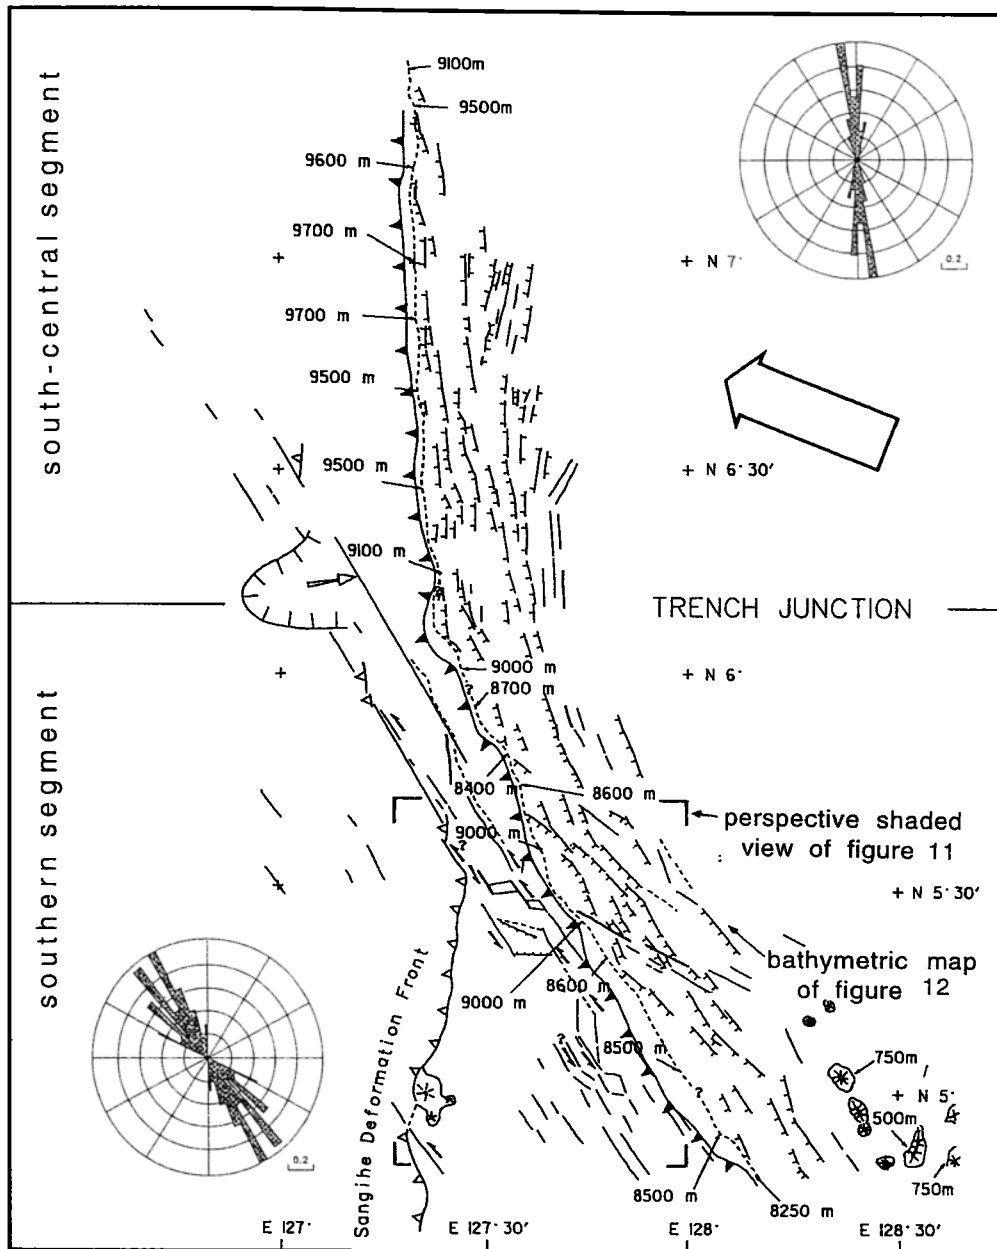 south-central segment
southern segment
9100m
9500m
9600 m
9700 m
9700 m
9500 m
9500 m
9100 m
+ N 7·
0.2
+ N 6· 30′
TRENCH JUNCTION
+ N 6·
9000 m
?
8700 m
8400 m
8600 m
9000 m
?
perspective shaded
view of figure 11
+ N 5· 30′
bathymetric map
of figure 12
9000 m
8600 m
?
8500 m
?
750m
+ N 5·
500m
750m
0.2
Sangihe Deformation Front
8500 m
8250 m
E 127·
E 127· 30′
E 128·
E 128· 30′